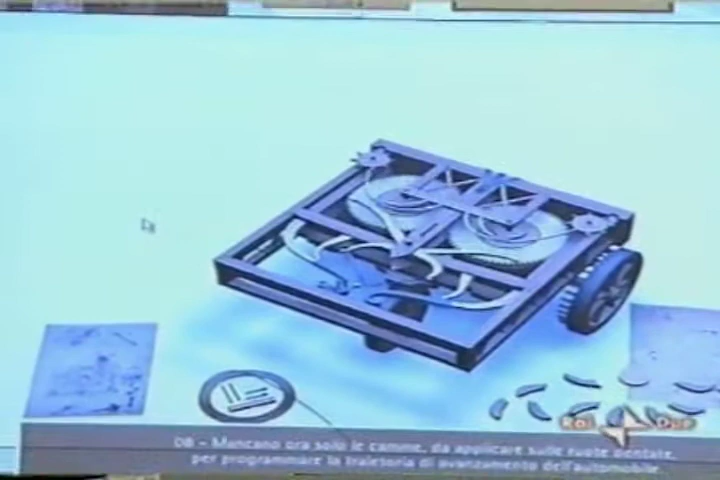 Rai Due
08 - Mancano ora solo le camme, da applicare sulle ruote dentate,
per programmare la traiettoria di avanzamento dell'automobile.